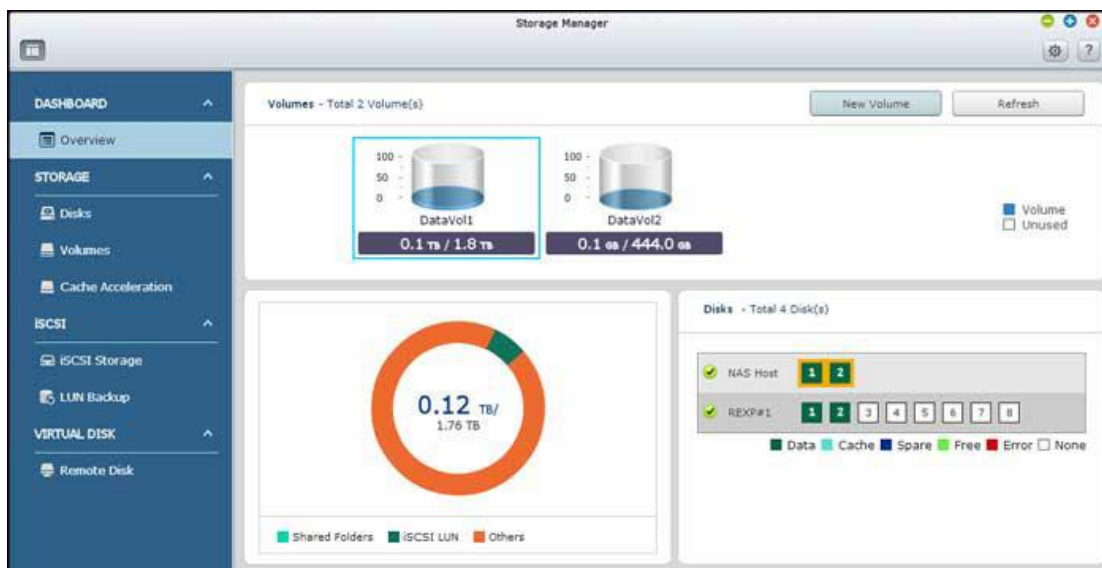 Storage Manager
?
DASHBOARD
Overview
STORAGE
Disks
Volumes
Cache Acceleration
iSCSI
iSCSI Storage
LUN Backup
VIRTUAL DISK
Remote Disk
Volumes - Total 2 Volume(s)
New Volume
Refresh
100
50
0
DataVol1
0.1 TB / 1.8 TB
100
50
0
DataVol2
0.1 GB / 444.0 GB
Volume
Unused
0.12 TB/
1.76 TB
Shared Folders iSCSI LUN Others
Disks - Total 4 Disk(s)
NAS Host 1 2
REXP#1 1 2 3 4 5 6 7 8
Data Cache Spare Free Error None